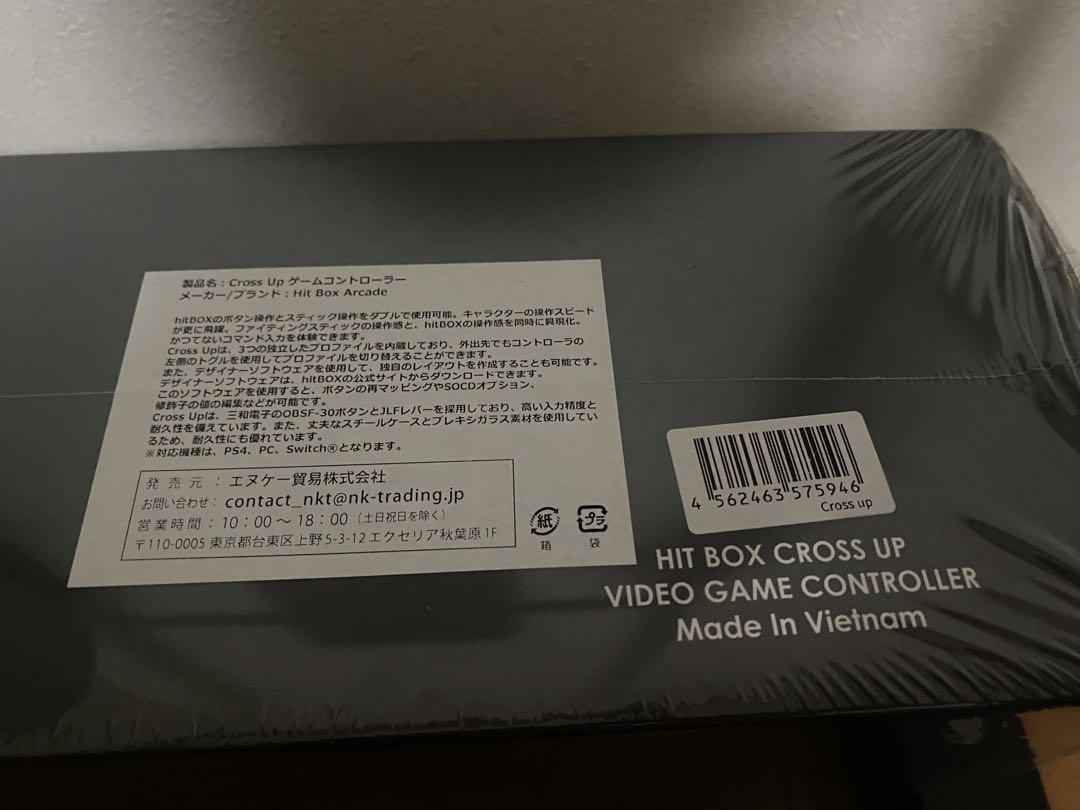 製品名：Cross Up ゲームコントローラー
メーカー/ブランド：Hit Box Arcade
hitBOXのボタン操作とスティック操作をダブルで使用可能。キャラクターの操作スピード
が更に飛躍。ファイティングスティックの操作感と、hitBOXの操作感を同時に具現化。
かつてないコマンド入力を体験できます。
Cross Upは、3つの独立したプロファイルを内蔵しており、外出先でもコントローラの
左側のトグルを使用してプロファイルを切り替えることができます。
また、デザイナーソフトウェアを使用して、独自のレイアウトを作成することも可能です。
デザイナーソフトウェアは、hitBOXの公式サイトからダウンロードできます。
このソフトウェアを使用すると、ボタンの再マッピングやSOCDオプション、
修飾子の値の編集などが可能です。
Cross Upは、三和電子のOBSF-30ボタンとJLFレバーを採用しており、高い入力精度と
耐久性を備えています。また、丈夫なスチールケースとプレキシガラス素材を使用してい
るため、耐久性にも優れています。
※対応機種は、PS4、PC、Switch®となります。
発売元：エヌケー貿易株式会社
お問い合わせ：contact_nkt@nk-trading.jp
営業時間：10：00～18：00（土日祝日を除く）
〒110-0005 東京都台東区上野5-3-12エクセリア秋葉原1F
紙
箱
プラ
袋
4 562463 575946
Cross up
HIT BOX CROSS UP
VIDEO GAME CONTROLLER
Made In Vietnam